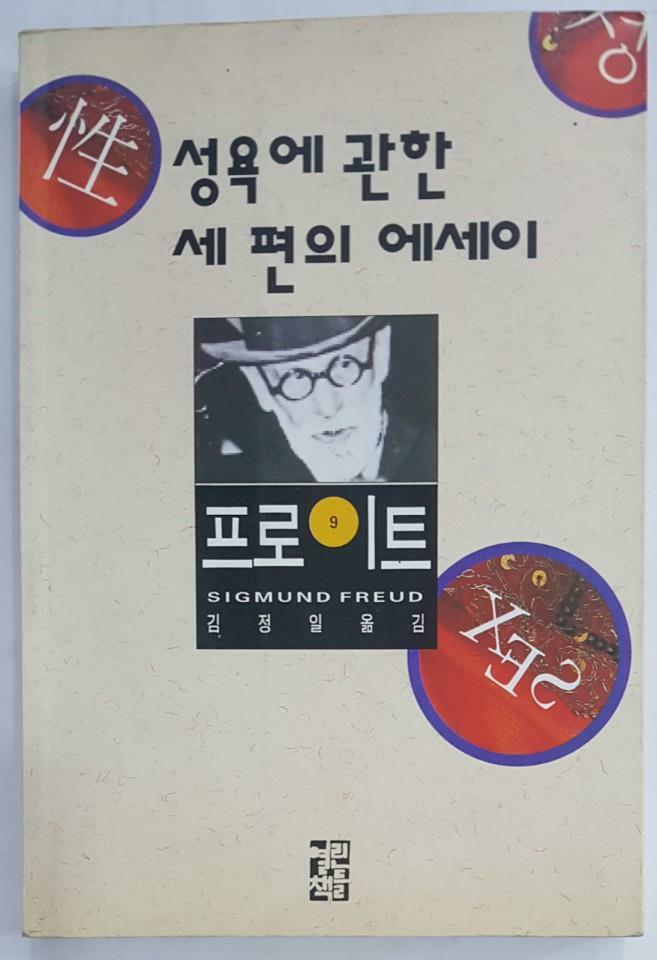 性
성
성욕에 관한
세 편의 에세이
프로이트
9
SIGMUND FREUD
김정일 옮김
SEX
열린
책들